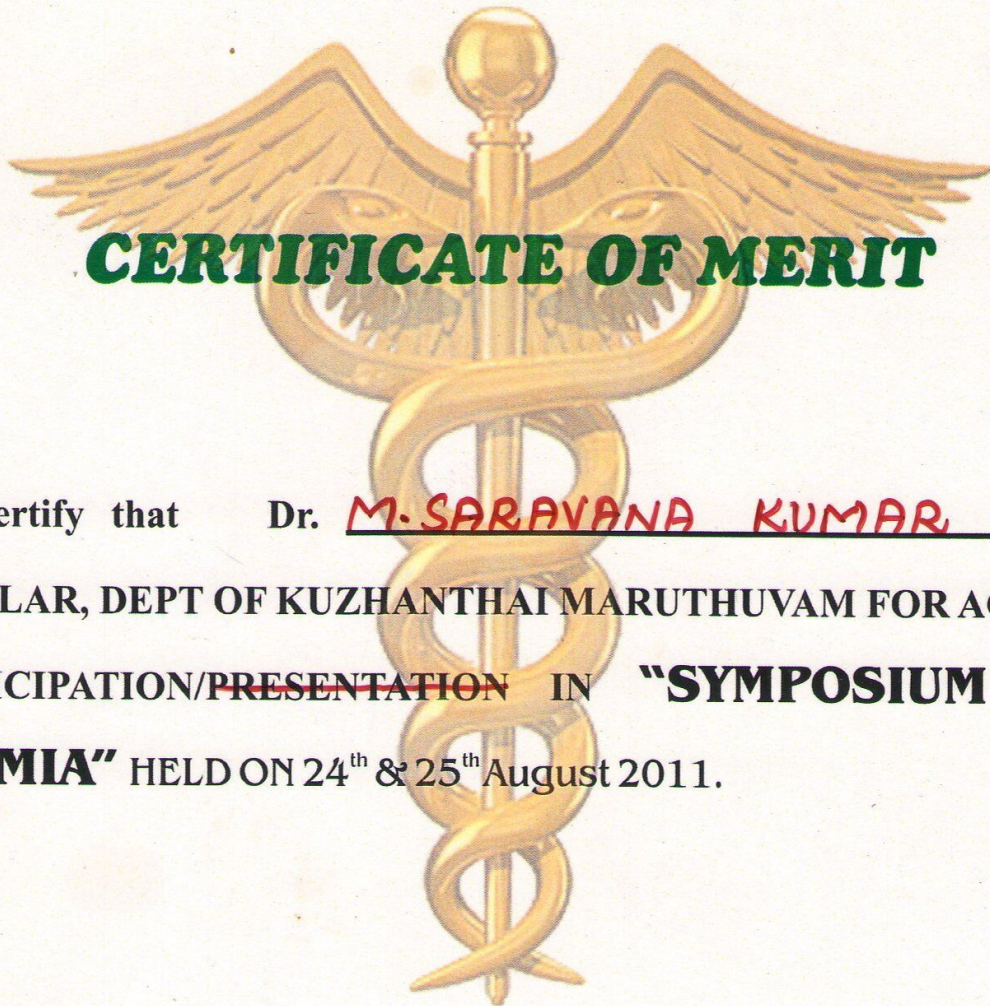 CERTIFICATE OF MERIT
ertify that Dr. M. SARAVANA KUMAR
LAR, DEPT OF KUZHANTHAI MARUTHUVAM FOR AC
ICIPATION/PRESENTATION IN "SYMPOSIUM
MIA" HELD ON 24th & 25th August 2011.